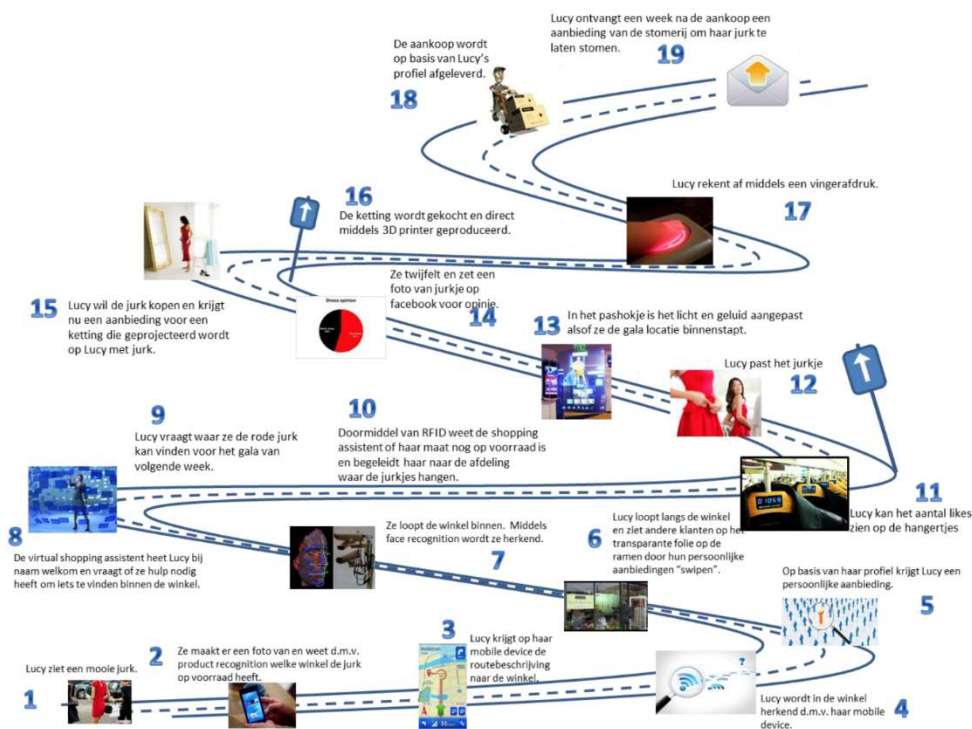 1
Lucy ziet een mooie jurk.
2
Ze maakt er een foto van en weet d.m.v.
product recognition welke winkel de jurk
op voorraad heeft.
3
Lucy krijgt op haar
mobile device de
routebeschrijving
naar de winkel.
4
Lucy wordt in de winkel
herkend d.m.v. haar mobile
device.
5
Op basis van haar profiel krijgt Lucy een
persoonlijke aanbieding.
6
Lucy loopt langs de winkel
en ziet andere klanten op het
transparante folie op de
ramen door hun persoonlijke
aanbiedingen “swipen”.
7
Ze loopt de winkel binnen. Middels
face recognition wordt ze herkend.
8
De virtual shopping assistent heet Lucy bij
naam welkom en vraagt of ze hulp nodig
heeft om iets te vinden binnen de winkel.
9
Lucy vraagt waar ze de rode jurk
kan vinden voor het gala van
volgende week.
10
Doormiddel van RFID weet de shopping
assistent of haar maat nog op voorraad is
en begeleidt haar naar de afdeling
waar de jurkjes hangen.
11
Lucy kan het aantal likes
zien op de hangertjes
12
Lucy past het jurkje
13
In het pashokje is het licht en geluid aangepast
alsof ze de gala locatie binnenstapt.
14
Ze twijfelt en zet een
foto van jurkje op
facebook voor opinie.
Dress opinion
15
Lucy wil de jurk kopen en krijgt
nu een aanbieding voor een
ketting die geprojecteerd wordt
op Lucy met jurk.
16
De ketting wordt gekocht en direct
middels 3D printer geproduceerd.
17
Lucy rekent af middels een vingerafdruk.
18
De aankoop wordt
op basis van Lucy’s
profiel afgeleverd.
19
Lucy ontvangt een week na de aankoop een
aanbieding van de stomerij om haar jurk te
laten stomen.